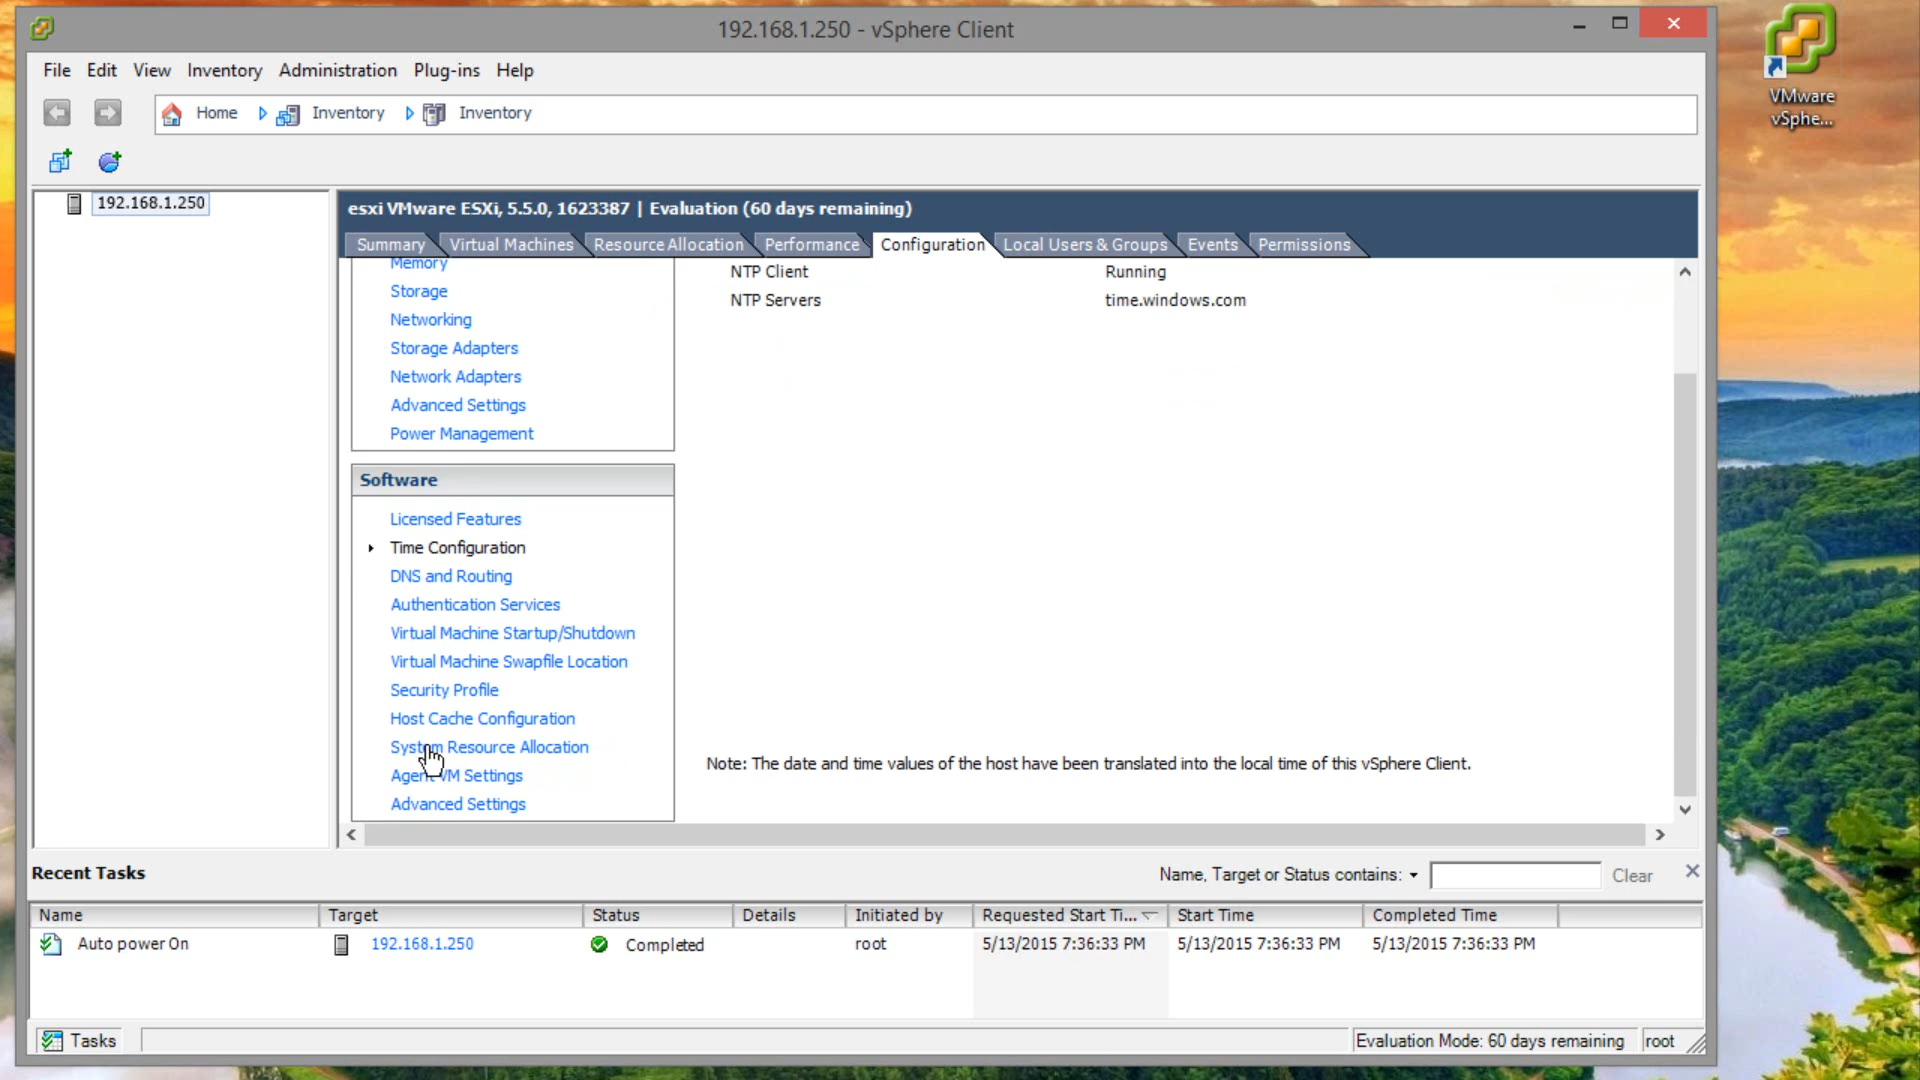 192.168.1.250 - vSphere Client
File Edit View Inventory Administration Plug-ins Help
Home Inventory Inventory
VMware
vSphe...
192.168.1.250
esxi VMware ESXi, 5.5.0, 1623387 | Evaluation (60 days remaining)
Summary Virtual Machines Resource Allocation Performance Configuration Local Users & Groups Events Permissions
Memory
Storage
Networking
Storage Adapters
Network Adapters
Advanced Settings
Power Management
Software
Licensed Features
Time Configuration
DNS and Routing
Authentication Services
Virtual Machine Startup/Shutdown
Virtual Machine Swapfile Location
Security Profile
Host Cache Configuration
System Resource Allocation
Agent VM Settings
Advanced Settings
NTP Client Running
NTP Servers time.windows.com
Note: The date and time values of the host have been translated into the local time of this vSphere Client.
Recent Tasks
Name, Target or Status contains: Clear
Name Target Status Details Initiated by Requested Start Ti... Start Time Completed Time
Auto power On 192.168.1.250 Completed root 5/13/2015 7:36:33 PM 5/13/2015 7:36:33 PM 5/13/2015 7:36:33 PM
Tasks Evaluation Mode: 60 days remaining root